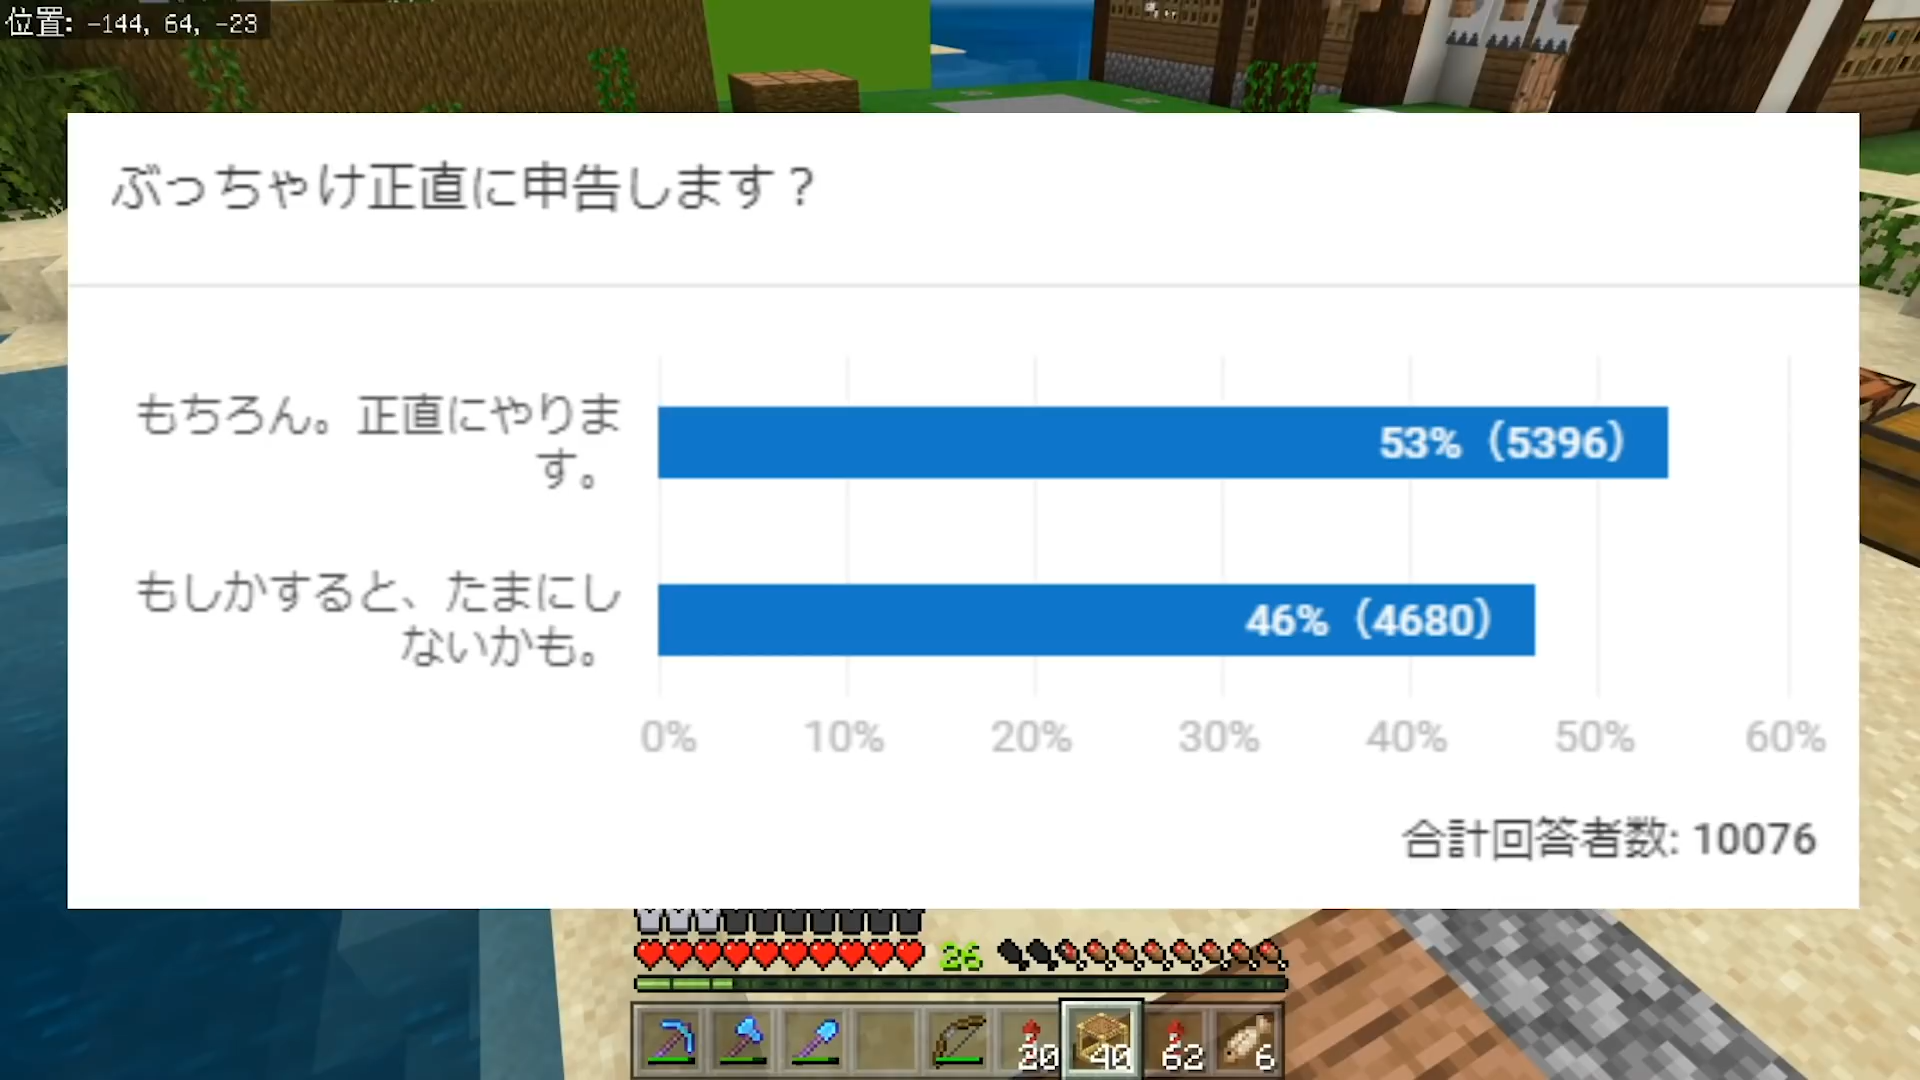 位置: -144, 64, -23
ぶっちゃけ正直に申告します？
もちろん。正直にやりま
す。
53%（5396）
もしかすると、たまにし
ないかも。
46%（4680）
0% 10% 20% 30% 40% 50% 60%
合計回答者数: 10076
26
20 40 62 6